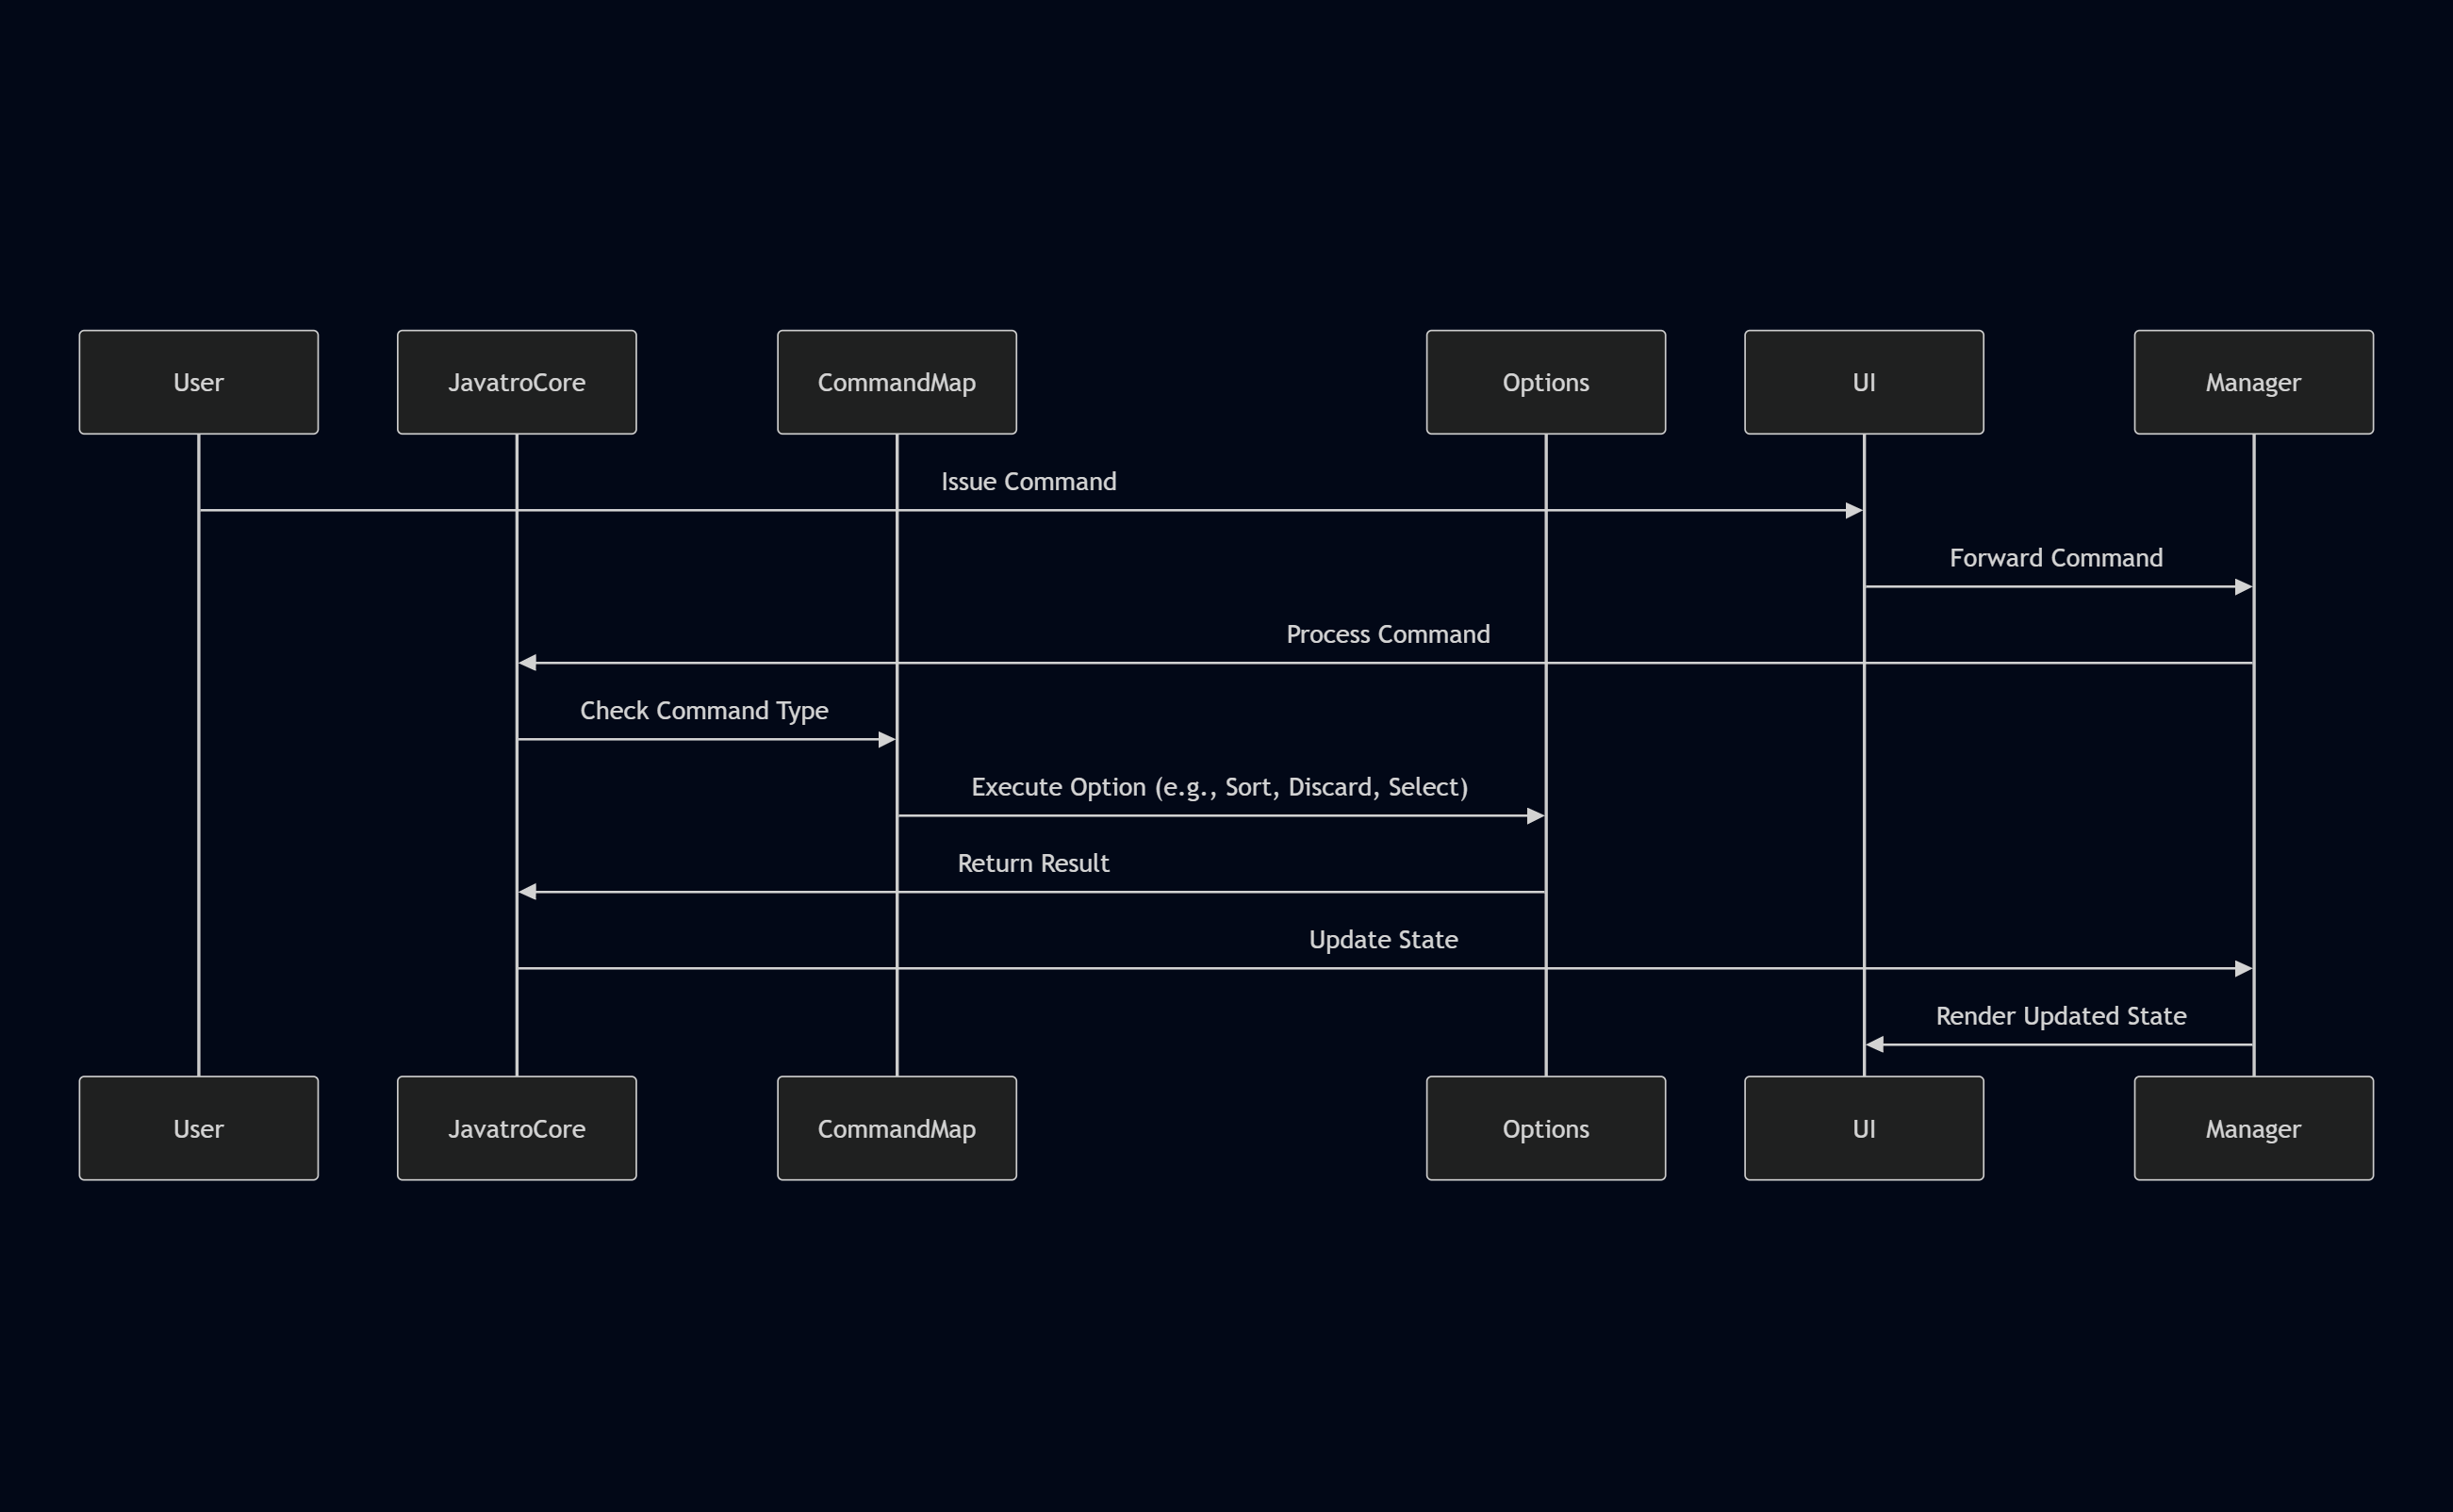 User
JavatroCore
CommandMap
Options
UI
Manager
Issue Command
Forward Command
Process Command
Check Command Type
Execute Option (e.g., Sort, Discard, Select)
Return Result
Update State
Render Updated State
User
JavatroCore
CommandMap
Options
UI
Manager